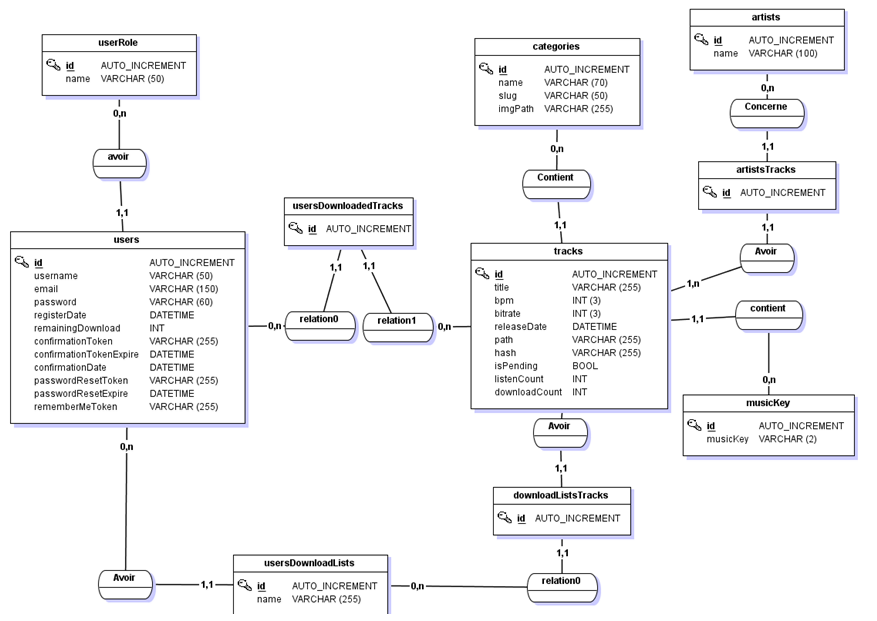 userRole
id AUTO_INCREMENT
name VARCHAR (50)
0,n
avoir
1,1
users
id AUTO_INCREMENT
username VARCHAR (50)
email VARCHAR (150)
password VARCHAR (60)
registerDate DATETIME
remainingDownload INT
confirmationToken VARCHAR (255)
confirmationTokenExpire DATETIME
confirmationDate DATETIME
passwordResetToken VARCHAR (255)
passwordResetExpire DATETIME
rememberMeToken VARCHAR (255)
0,n
Avoir
1,1
usersDownloadLists
id AUTO_INCREMENT
name VARCHAR (255)
0,n
relation0
1,1
downloadListsTracks
id AUTO_INCREMENT
1,1
Avoir
usersDownloadedTracks
id AUTO_INCREMENT
1,1
1,1
0,n
relation0
relation1
0,n
categories
id AUTO_INCREMENT
name VARCHAR (70)
slug VARCHAR (50)
imgPath VARCHAR (255)
0,n
Contient
1,1
tracks
id AUTO_INCREMENT
title VARCHAR (255)
bpm INT (3)
bitrate INT (3)
releaseDate DATETIME
path VARCHAR (255)
hash VARCHAR (255)
isPending BOOL
listenCount INT
downloadCount INT
artists
id AUTO_INCREMENT
name VARCHAR (100)
0,n
Concerne
1,1
artistsTracks
id AUTO_INCREMENT
1,1
Avoir
1,n
contient
1,1
0,n
musicKey
id AUTO_INCREMENT
musicKey VARCHAR (2)